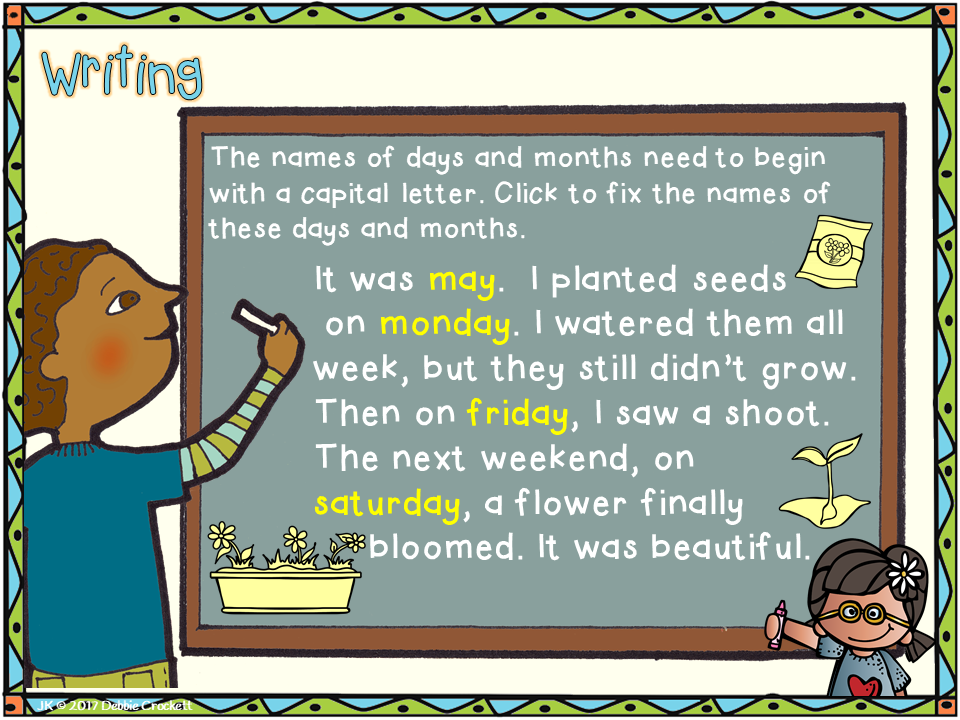 Writing
The names of days and months need to begin
with a capital letter. Click to fix the names of
these days and months.
It was may. I planted seeds
on monday. I watered them all
week, but they still didn't grow.
Then on friday, I saw a shoot.
The next weekend, on
saturday, a flower finally
bloomed. It was beautiful.
JK © 2017 Debbie Crockett